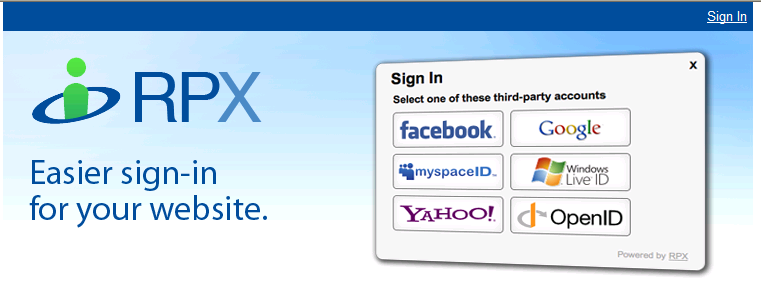 Sign In
RPX
Easier sign-in
for your website.
x
Sign In
Select one of these third-party accounts
facebook.
Google
myspaceID™
Windows
Live ID
YAHOO!
OpenID
Powered by RPX